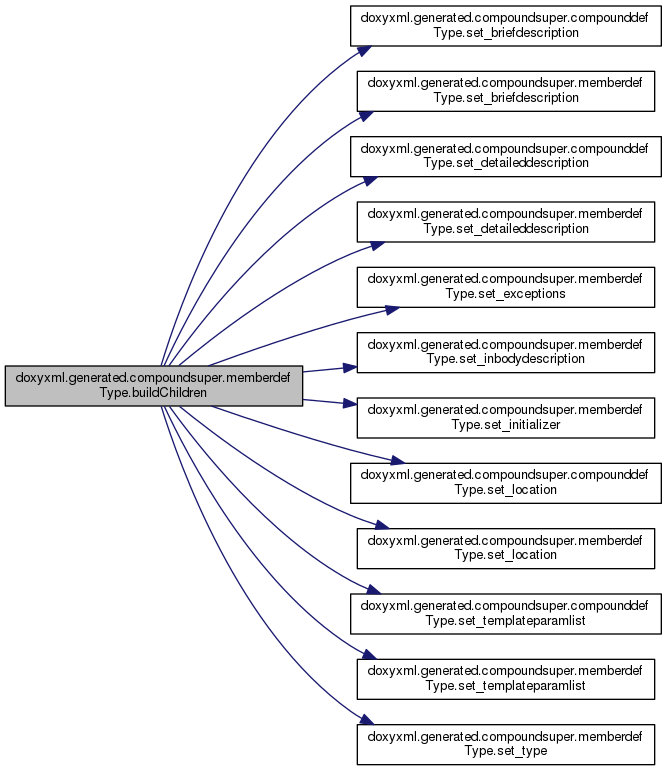 doxyxml.generated.compoundsuper.compounddef
Type.set_briefdescription
doxyxml.generated.compoundsuper.memberdef
Type.set_briefdescription
doxyxml.generated.compoundsuper.compounddef
Type.set_detaileddescription
doxyxml.generated.compoundsuper.memberdef
Type.set_detaileddescription
doxyxml.generated.compoundsuper.memberdef
Type.set_exceptions
doxyxml.generated.compoundsuper.memberdef
Type.set_inbodydescription
doxyxml.generated.compoundsuper.memberdef
Type.buildChildren
doxyxml.generated.compoundsuper.memberdef
Type.set_initializer
doxyxml.generated.compoundsuper.compounddef
Type.set_location
doxyxml.generated.compoundsuper.memberdef
Type.set_location
doxyxml.generated.compoundsuper.compounddef
Type.set_templateparamlist
doxyxml.generated.compoundsuper.memberdef
Type.set_templateparamlist
doxyxml.generated.compoundsuper.memberdef
Type.set_type